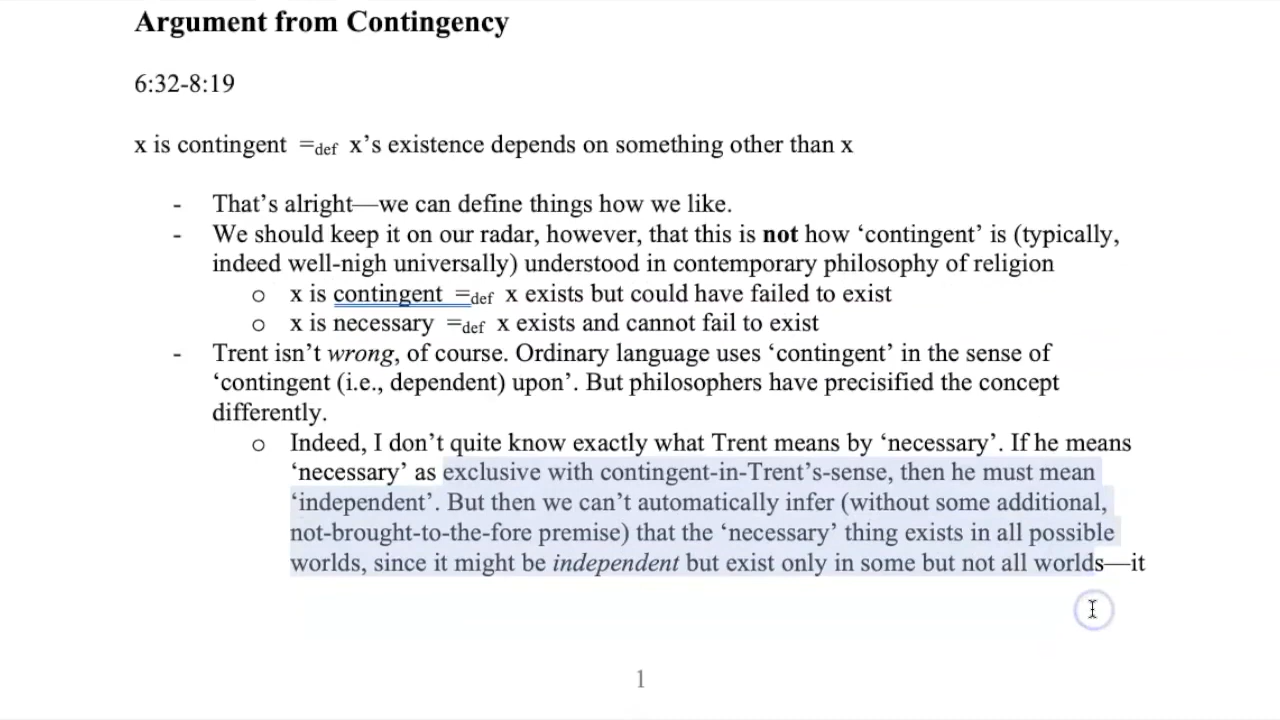 Argument from Contingency
6:32-8:19
x is contingent =def x’s existence depends on something other than x
- That’s alright—we can define things how we like.
- We should keep it on our radar, however, that this is not how ‘contingent’ is (typically,
indeed well-nigh universally) understood in contemporary philosophy of religion
o x is contingent =def x exists but could have failed to exist
o x is necessary =def x exists and cannot fail to exist
- Trent isn’t wrong, of course. Ordinary language uses ‘contingent’ in the sense of
‘contingent (i.e., dependent) upon’. But philosophers have precisified the concept
differently.
o Indeed, I don’t quite know exactly what Trent means by ‘necessary’. If he means
‘necessary’ as exclusive with contingent-in-Trent’s-sense, then he must mean
‘independent’. But then we can’t automatically infer (without some additional,
not-brought-to-the-fore premise) that the ‘necessary’ thing exists in all possible
worlds, since it might be independent but exist only in some but not all worlds—it
1